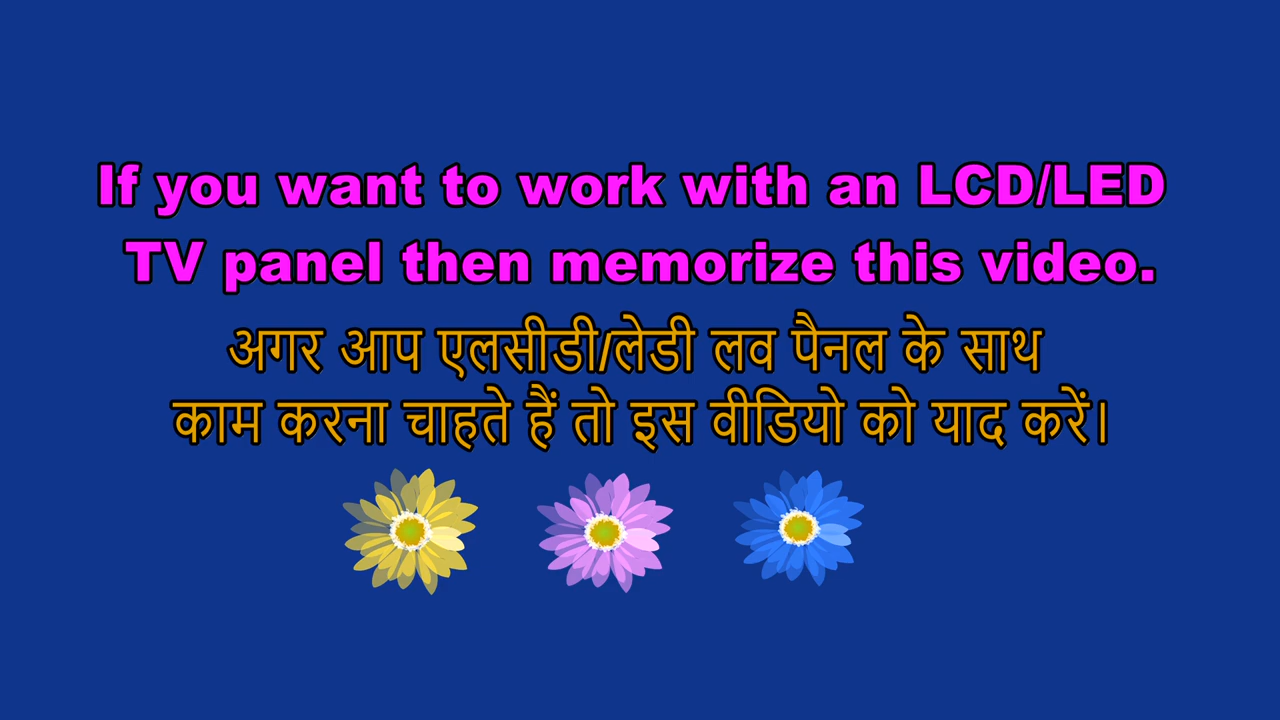 If you want to work with an LCD/LED
TV panel then memorize this video.
अगर आप एलसीडी/लेडी लव पैनल के साथ
काम करना चाहते हैं तो इस वीडियो को याद करें।